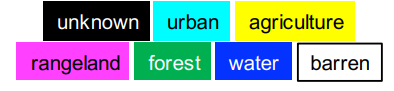 unknown urban agriculture
rangeland forest water barren